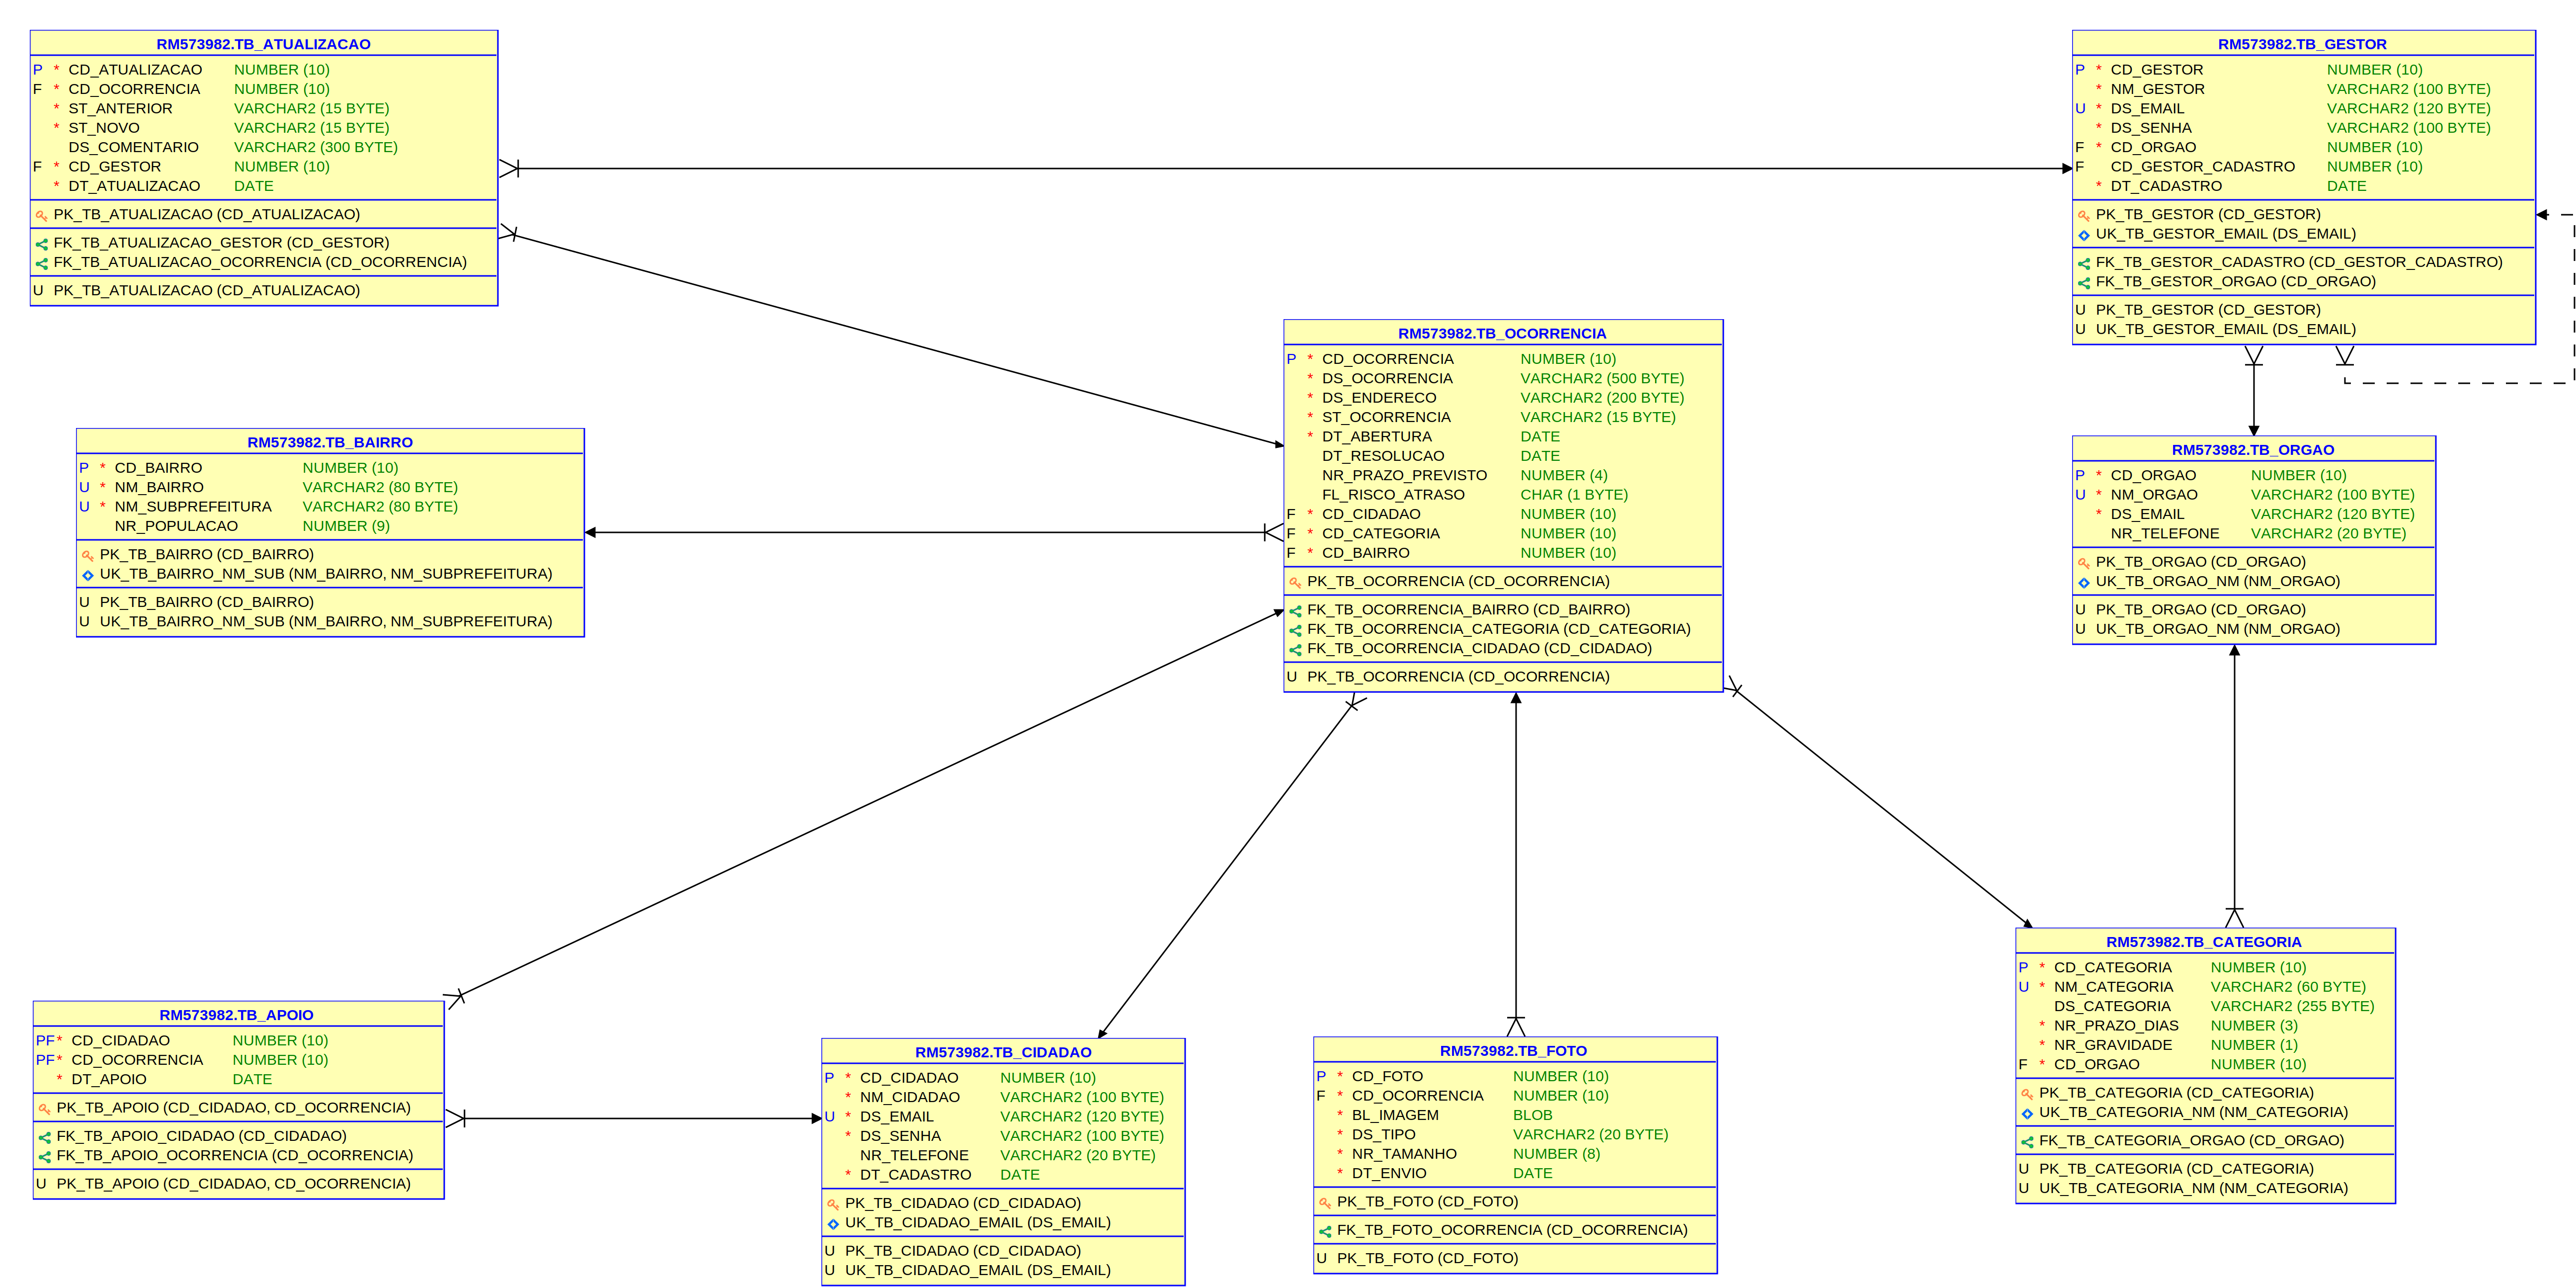 RM573982.TB_ATUALIZACAO
P * CD_ATUALIZACAO NUMBER (10)
F * CD_OCORRENCIA NUMBER (10)
* ST_ANTERIOR VARCHAR2 (15 BYTE)
* ST_NOVO VARCHAR2 (15 BYTE)
DS_COMENTARIO VARCHAR2 (300 BYTE)
F * CD_GESTOR NUMBER (10)
* DT_ATUALIZACAO DATE
PK_TB_ATUALIZACAO (CD_ATUALIZACAO)
FK_TB_ATUALIZACAO_GESTOR (CD_GESTOR)
FK_TB_ATUALIZACAO_OCORRENCIA (CD_OCORRENCIA)
U PK_TB_ATUALIZACAO (CD_ATUALIZACAO)
RM573982.TB_GESTOR
P * CD_GESTOR NUMBER (10)
* NM_GESTOR VARCHAR2 (100 BYTE)
U * DS_EMAIL VARCHAR2 (120 BYTE)
* DS_SENHA VARCHAR2 (100 BYTE)
F * CD_ORGAO NUMBER (10)
F CD_GESTOR_CADASTRO NUMBER (10)
* DT_CADASTRO DATE
PK_TB_GESTOR (CD_GESTOR)
UK_TB_GESTOR_EMAIL (DS_EMAIL)
FK_TB_GESTOR_CADASTRO (CD_GESTOR_CADASTRO)
FK_TB_GESTOR_ORGAO (CD_ORGAO)
U PK_TB_GESTOR (CD_GESTOR)
U UK_TB_GESTOR_EMAIL (DS_EMAIL)
RM573982.TB_OCORRENCIA
P * CD_OCORRENCIA NUMBER (10)
* DS_OCORRENCIA VARCHAR2 (500 BYTE)
* DS_ENDERECO VARCHAR2 (200 BYTE)
* ST_OCORRENCIA VARCHAR2 (15 BYTE)
* DT_ABERTURA DATE
DT_RESOLUCAO DATE
NR_PRAZO_PREVISTO NUMBER (4)
FL_RISCO_ATRASO CHAR (1 BYTE)
F * CD_CIDADAO NUMBER (10)
F * CD_CATEGORIA NUMBER (10)
F * CD_BAIRRO NUMBER (10)
PK_TB_OCORRENCIA (CD_OCORRENCIA)
FK_TB_OCORRENCIA_BAIRRO (CD_BAIRRO)
FK_TB_OCORRENCIA_CATEGORIA (CD_CATEGORIA)
FK_TB_OCORRENCIA_CIDADAO (CD_CIDADAO)
U PK_TB_OCORRENCIA (CD_OCORRENCIA)
RM573982.TB_BAIRRO
P * CD_BAIRRO NUMBER (10)
U * NM_BAIRRO VARCHAR2 (80 BYTE)
U * NM_SUBPREFEITURA VARCHAR2 (80 BYTE)
NR_POPULACAO NUMBER (9)
PK_TB_BAIRRO (CD_BAIRRO)
UK_TB_BAIRRO_NM_SUB (NM_BAIRRO, NM_SUBPREFEITURA)
U PK_TB_BAIRRO (CD_BAIRRO)
U UK_TB_BAIRRO_NM_SUB (NM_BAIRRO, NM_SUBPREFEITURA)
RM573982.TB_ORGAO
P * CD_ORGAO NUMBER (10)
U * NM_ORGAO VARCHAR2 (100 BYTE)
* DS_EMAIL VARCHAR2 (120 BYTE)
NR_TELEFONE VARCHAR2 (20 BYTE)
PK_TB_ORGAO (CD_ORGAO)
UK_TB_ORGAO_NM (NM_ORGAO)
U PK_TB_ORGAO (CD_ORGAO)
U UK_TB_ORGAO_NM (NM_ORGAO)
RM573982.TB_APOIO
PF * CD_CIDADAO NUMBER (10)
PF * CD_OCORRENCIA NUMBER (10)
* DT_APOIO DATE
PK_TB_APOIO (CD_CIDADAO, CD_OCORRENCIA)
FK_TB_APOIO_CIDADAO (CD_CIDADAO)
FK_TB_APOIO_OCORRENCIA (CD_OCORRENCIA)
U PK_TB_APOIO (CD_CIDADAO, CD_OCORRENCIA)
RM573982.TB_CIDADAO
P * CD_CIDADAO NUMBER (10)
* NM_CIDADAO VARCHAR2 (100 BYTE)
U * DS_EMAIL VARCHAR2 (120 BYTE)
* DS_SENHA VARCHAR2 (100 BYTE)
NR_TELEFONE VARCHAR2 (20 BYTE)
* DT_CADASTRO DATE
PK_TB_CIDADAO (CD_CIDADAO)
UK_TB_CIDADAO_EMAIL (DS_EMAIL)
U PK_TB_CIDADAO (CD_CIDADAO)
U UK_TB_CIDADAO_EMAIL (DS_EMAIL)
RM573982.TB_FOTO
P * CD_FOTO NUMBER (10)
F * CD_OCORRENCIA NUMBER (10)
* BL_IMAGEM BLOB
* DS_TIPO VARCHAR2 (20 BYTE)
* NR_TAMANHO NUMBER (8)
* DT_ENVIO DATE
PK_TB_FOTO (CD_FOTO)
FK_TB_FOTO_OCORRENCIA (CD_OCORRENCIA)
U PK_TB_FOTO (CD_FOTO)
RM573982.TB_CATEGORIA
P * CD_CATEGORIA NUMBER (10)
U * NM_CATEGORIA VARCHAR2 (60 BYTE)
DS_CATEGORIA VARCHAR2 (255 BYTE)
* NR_PRAZO_DIAS NUMBER (3)
* NR_GRAVIDADE NUMBER (1)
F * CD_ORGAO NUMBER (10)
PK_TB_CATEGORIA (CD_CATEGORIA)
UK_TB_CATEGORIA_NM (NM_CATEGORIA)
FK_TB_CATEGORIA_ORGAO (CD_ORGAO)
U PK_TB_CATEGORIA (CD_CATEGORIA)
U UK_TB_CATEGORIA_NM (NM_CATEGORIA)